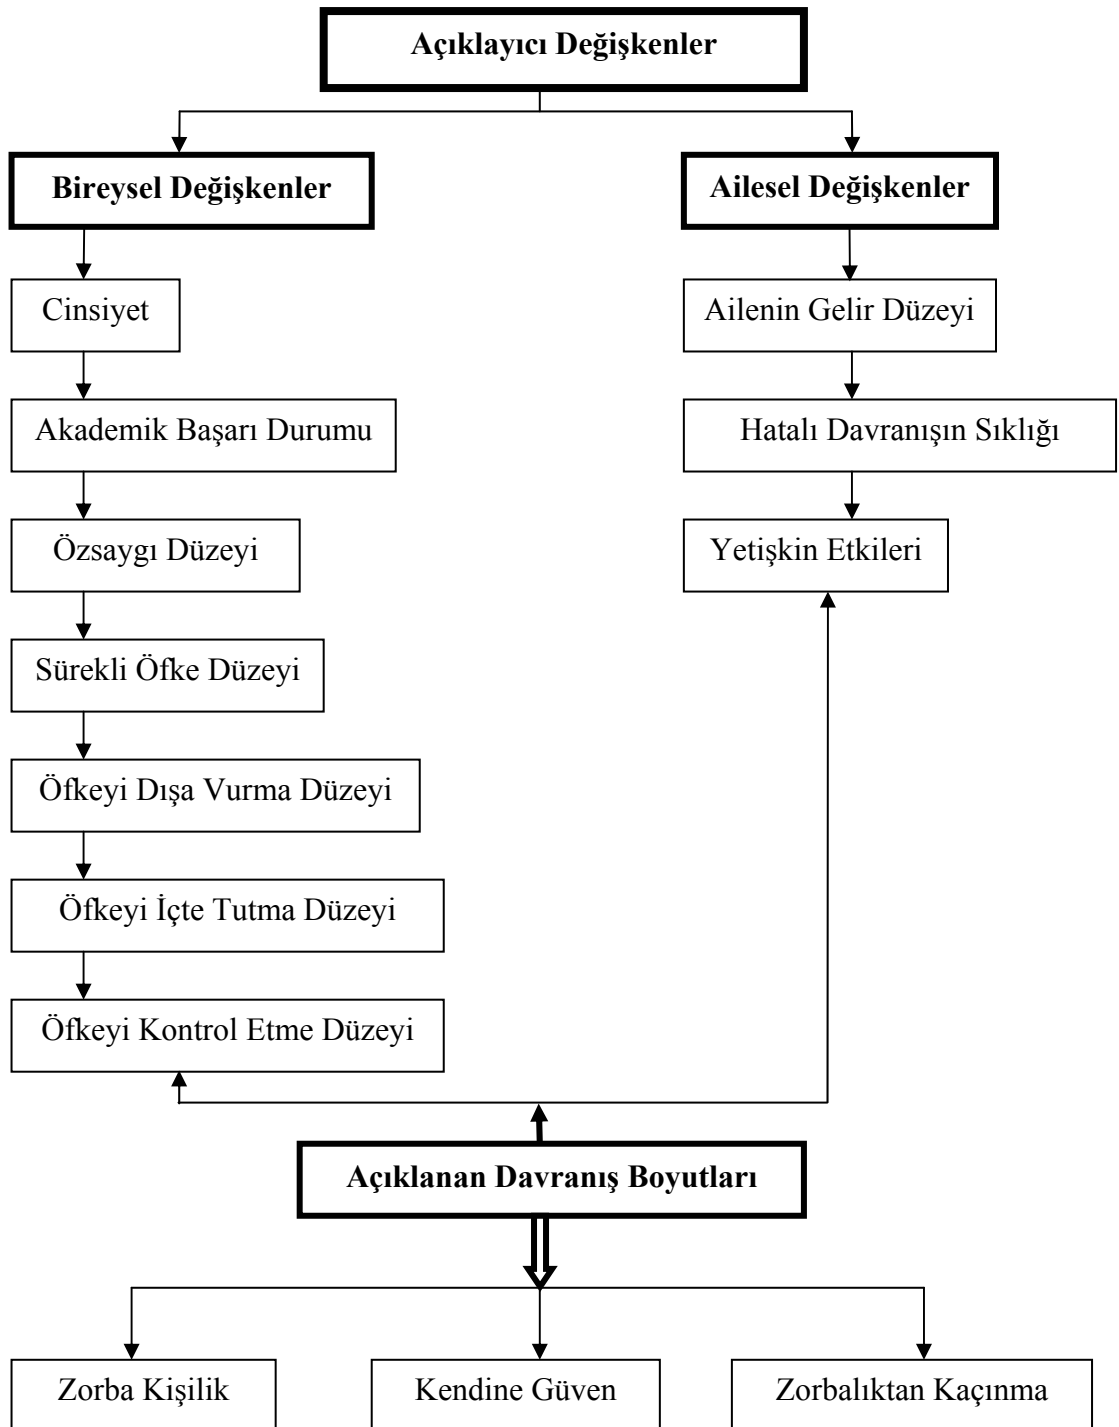 Açıklayıcı Değişkenler
Bireysel Değişkenler
Ailesel Değişkenler
Cinsiyet
Ailenin Gelir Düzeyi
Akademik Başarı Durumu
Hatalı Davranışın Sıklığı
Özsaygı Düzeyi
Yetişkin Etkileri
Sürekli Öfke Düzeyi
Öfkeyi Dışa Vurma Düzeyi
Öfkeyi İçte Tutma Düzeyi
Öfkeyi Kontrol Etme Düzeyi
Açıklanan Davranış Boyutları
Zorba Kişilik
Kendine Güven
Zorbalıktan Kaçınma